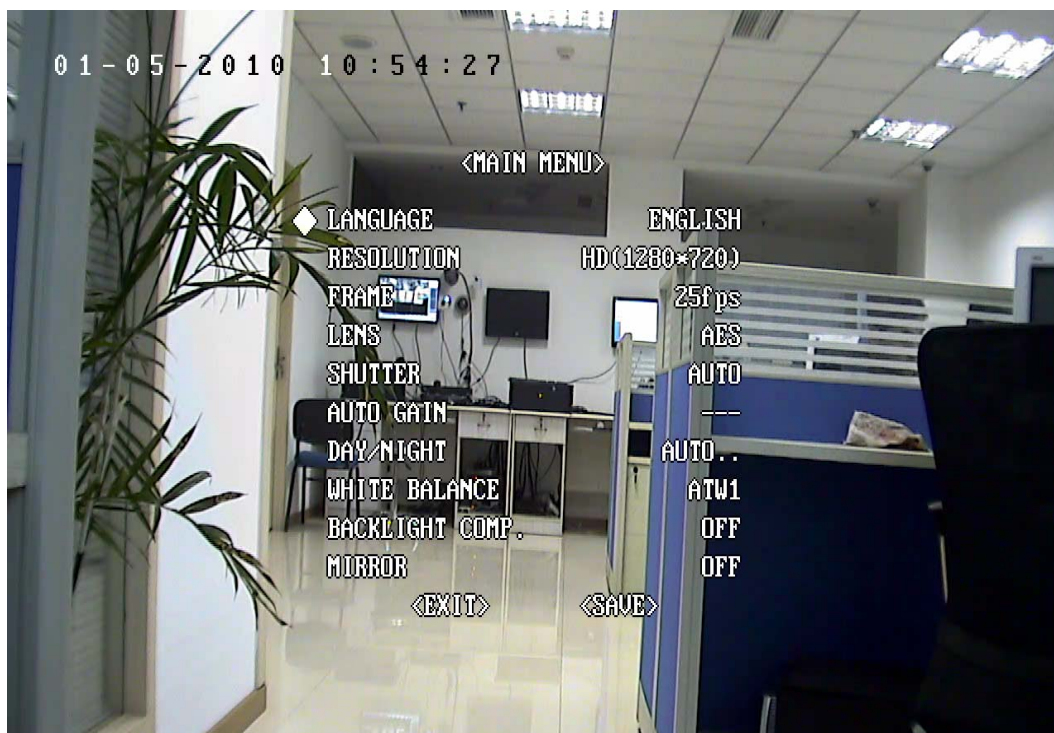 01-05-2010 10:54:27
<MAIN MENU>
LANGUAGE ENGLISH
RESOLUTION HD(1280*720)
FRAME 25fps
LENS AES
SHUTTER AUTO
AUTO GAIN ---
DAY/NIGHT AUTO..
WHITE BALANCE ATW1
BACKLIGHT COMP. OFF
MIRROR OFF
<EXIT> <SAVE>